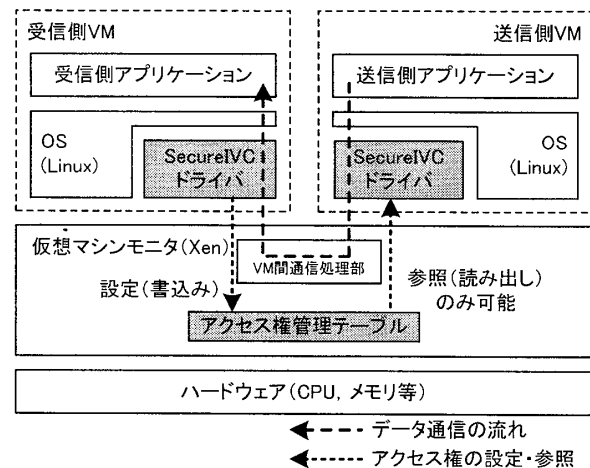 受信側VM
送信側VM
受信側アプリケーション
送信側アプリケーション
OS
(Linux)
SecureIVC
ドライバ
SecureIVC
ドライバ
OS
(Linux)
仮想マシンモニタ(Xen)
VM間通信処理部
設定(書込み)
参照(読み出し)
のみ可能
アクセス権管理テーブル
ハードウェア(CPU, メモリ等)
データ通信の流れ
アクセス権の設定・参照